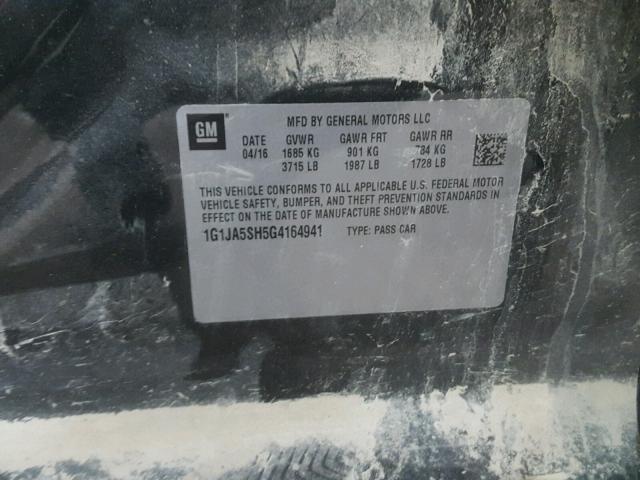 GM
MFD BY GENERAL MOTORS LLC
DATE GVWR GAWR FRT GAWR RR
04/16 1685 KG 901 KG 784 KG
3715 LB 1987 LB 1728 LB
THIS VEHICLE CONFORMS TO ALL APPLICABLE U.S. FEDERAL MOTOR
VEHICLE SAFETY, BUMPER, AND THEFT PREVENTION STANDARDS IN
EFFECT ON THE DATE OF MANUFACTURE SHOWN ABOVE.
1G1JA5SH5G4164941 TYPE: PASS CAR